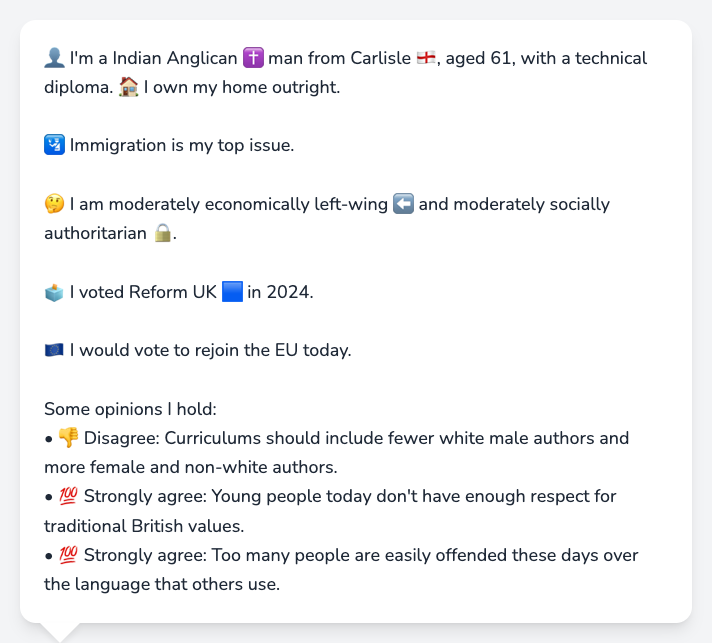 👤 I'm a Indian Anglican ✝️ man from Carlisle 🏴󠁧󠁢󠁥󠁮󠁧󠁿, aged 61, with a technical
diploma. 🏠 I own my home outright.
🛂 Immigration is my top issue.
🤔 I am moderately economically left-wing ⬅️ and moderately socially
authoritarian 🔒.
🗳️ I voted Reform UK 🟦 in 2024.
🇪🇺 I would vote to rejoin the EU today.
Some opinions I hold:
• 👎 Disagree: Curriculums should include fewer white male authors and
more female and non-white authors.
• 💯 Strongly agree: Young people today don't have enough respect for
traditional British values.
• 💯 Strongly agree: Too many people are easily offended these days over
the language that others use.